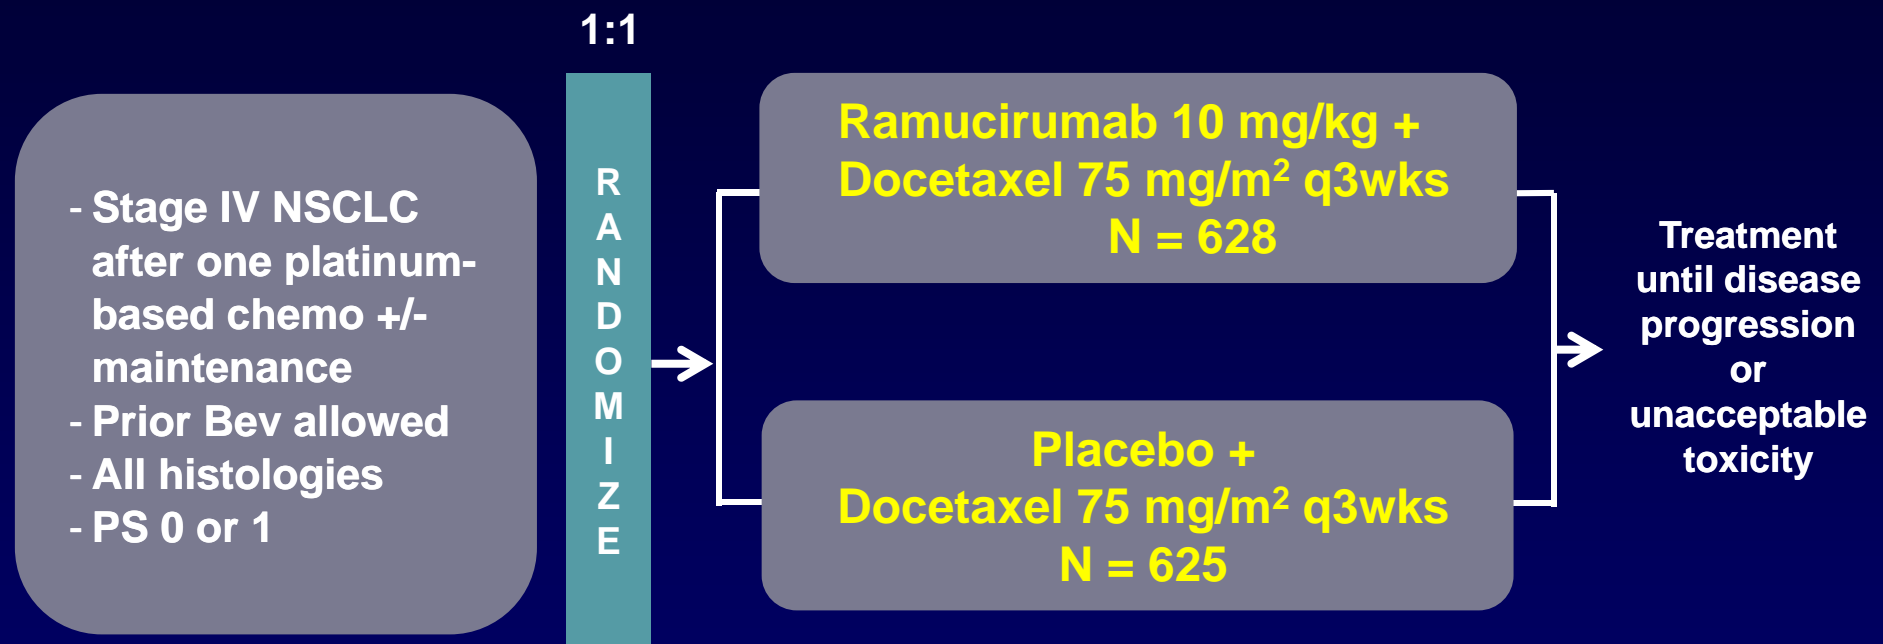 1:1
- Stage IV NSCLC
after one platinum-
based chemo +/-
maintenance
- Prior Bev allowed
- All histologies
- PS 0 or 1
R
A
N
D
O
M
I
Z
E
Ramucirumab 10 mg/kg +
Docetaxel 75 mg/m² q3wks
N = 628
Placebo +
Docetaxel 75 mg/m² q3wks
N = 625
Treatment
until disease
progression
or
unacceptable
toxicity